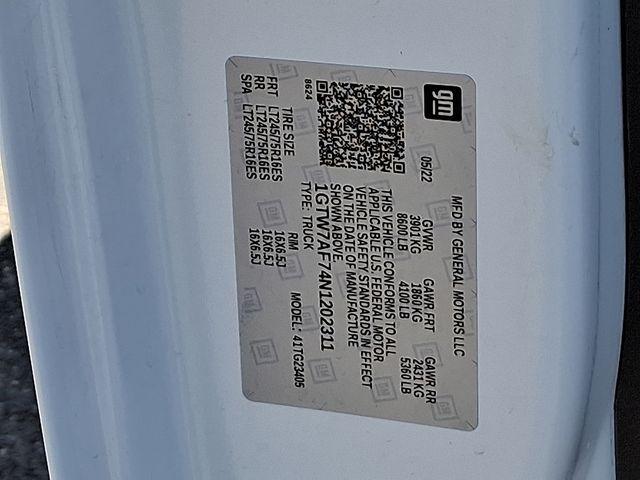 gm
MFD BY GENERAL MOTORS LLC
05/22 GVWR GAWR FRT GAWR RR
3901 KG 1860 KG 2431 KG
8600 LB 4100 LB 5360 LB
THIS VEHICLE CONFORMS TO ALL
APPLICABLE U.S. FEDERAL MOTOR
VEHICLE SAFETY STANDARDS IN EFFECT
ON THE DATE OF MANUFACTURE
SHOWN ABOVE.
1GTW7AF74N1202311
TYPE: TRUCK MODEL: 41TG23405
8624
TIRE SIZE RIM
FRT LT245/75R16ES 16X6.5J
RR LT245/75R16ES 16X6.5J
SPA LT245/75R16ES 16X6.5J